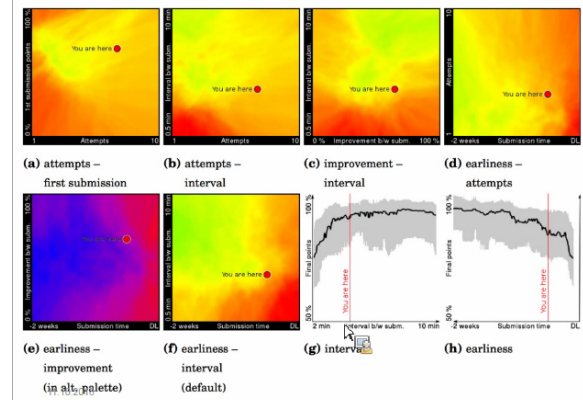 100 %
1st submission points
0 %
You are here
1
Attempts
10
10 min
Interval b/w subm.
0.5 min
You are here
1
Attempts
10
10 min
Interval b/w subm.
0.5 min
You are here
0 %
Improvement b/w subm.
100 %
10
Attempts
1
You are here
-2 weeks
Submission time
DL
(a) attempts –
first submission
(b) attempts –
interval
(c) improvement –
interval
(d) earliness –
attempts
100 %
Improvement b/w subm.
0 %
You are here
-2 weeks
Submission time
DL
10 min
Interval b/w subm.
0.5 min
You are here
-2 weeks
Submission time
DL
100 %
Final points
50 %
You are here
2 min
Interval b/w subm.
10 min
100 %
Final points
50 %
You are here
-2 weeks
Submission time
DL
(e) earliness –
improvement
(in alt. palette)
(f) earliness –
interval
(default)
(g) interval
(h) earliness